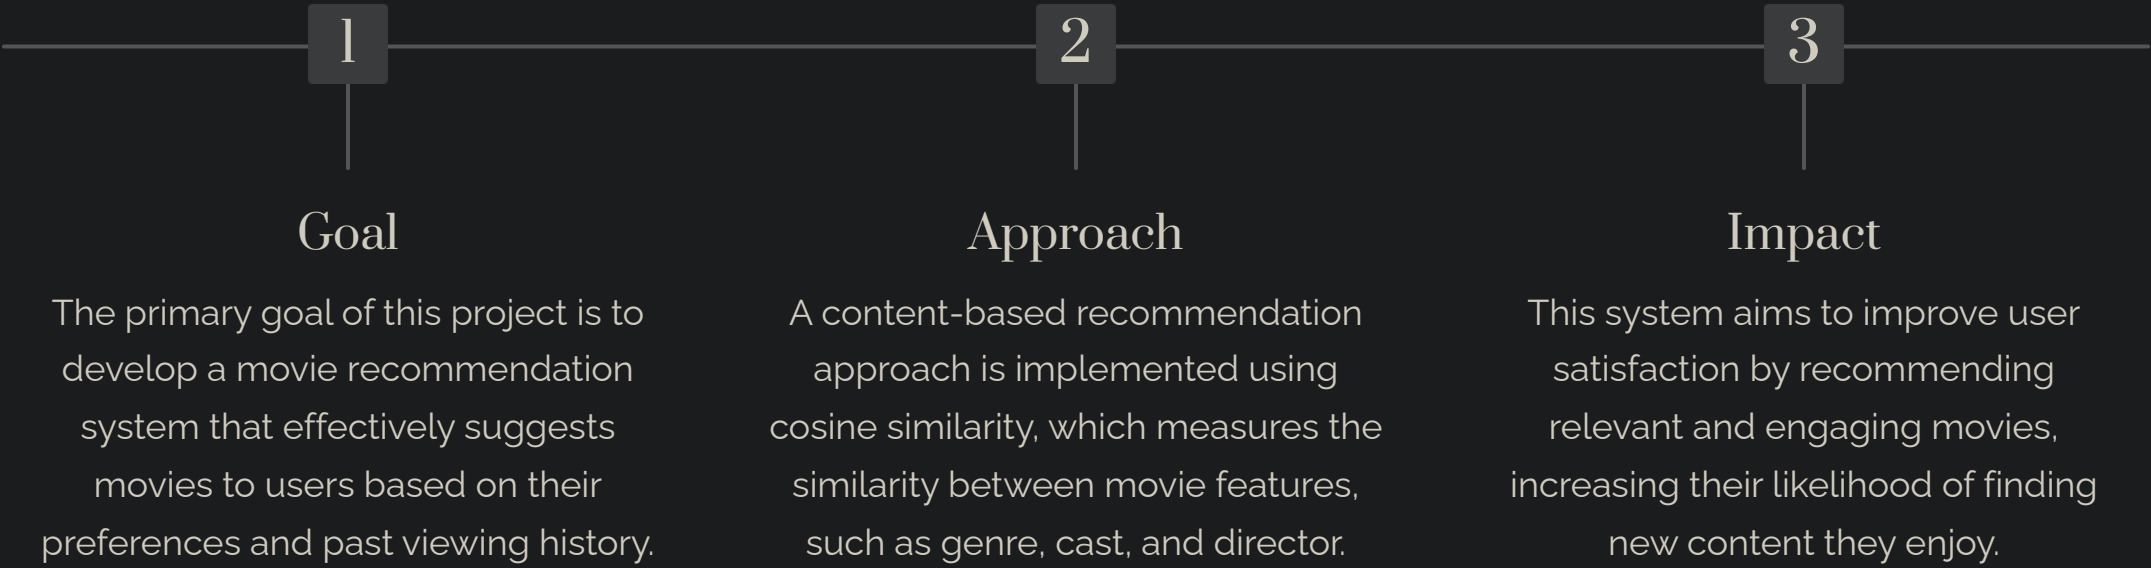 1
Goal
The primary goal of this project is to
develop a movie recommendation
system that effectively suggests
movies to users based on their
preferences and past viewing history.
2
Approach
A content-based recommendation
approach is implemented using
cosine similarity, which measures the
similarity between movie features,
such as genre, cast, and director.
3
Impact
This system aims to improve user
satisfaction by recommending
relevant and engaging movies,
increasing their likelihood of finding
new content they enjoy.